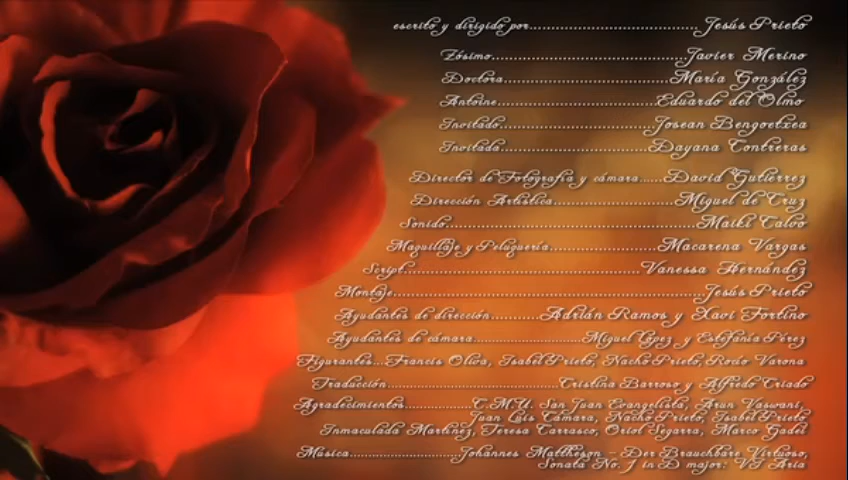 escrito y dirigido por........................................Jesús Prieto
Zósimo..............................................Javier Merino
Doctora.........................................María González
Antoine......................................Eduardo del Olmo
Invitado.....................................Josean Bengoetxea
Invitada....................................Dayana Contreras
Director de Fotografía y cámara......David Gutiérrez
Dirección Artística..............................Miguel de Cruz
Sonido............................................................Maiki Calvo
Maquillaje y Peluquería..........................Macarena Vargas
Script.......................................................Vanessa Hernández
Montaje..........................................................................Jesús Prieto
Ayudantes de dirección............Adrián Ramos y Xavi Fortino
Ayudantes de cámara..........................Miguel López y Estefanía Pérez
Figurantes...Francis Oliva, Isabel Prieto, Nacho Prieto, Rocío Varona
Traducción.........................................Cristina Barroso y Alfredo Criado
Agradecimientos................C.M.U. San Juan Evangelista, Arun Vaswani,
Juan Luis Cámara, Nacho Prieto, Isabel Prieto
Inmaculada Martínez, Teresa Carrasco, Oriol Segarra, Marco Gadei
Música..........................Johannes Mattheson - Der Brauchbare Virtuoso,
Sonata No. 1 in D major: VI Aria